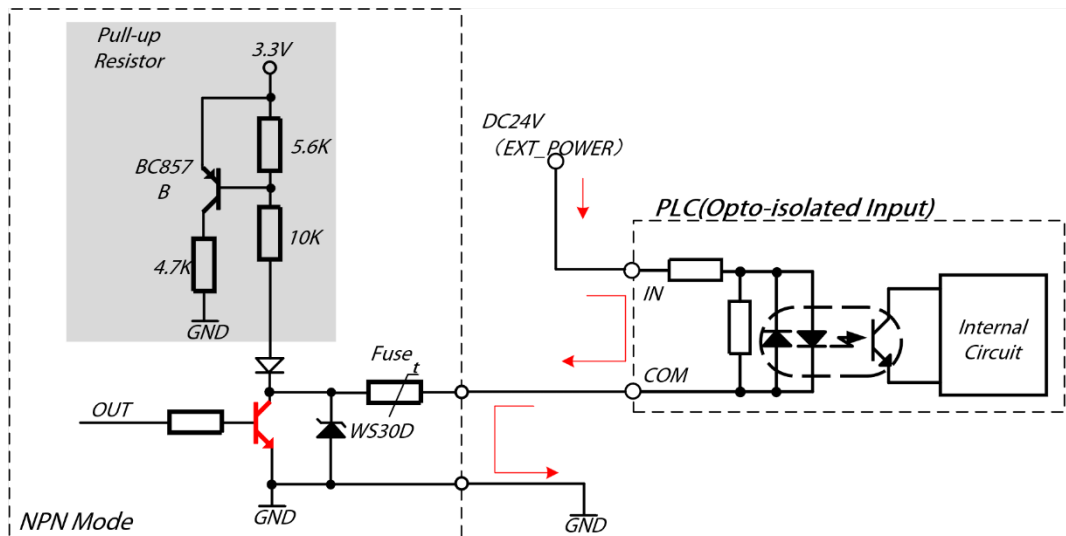 Pull-up
Resistor
3.3V
5.6K
BC857
B
10K
4.7K
GND
DC24V
（EXT_POWER）
PLC(Opto-isolated Input)
IN
Internal
Circuit
Fuse
t
COM
OUT
WS30D
GND
GND
NPN Mode